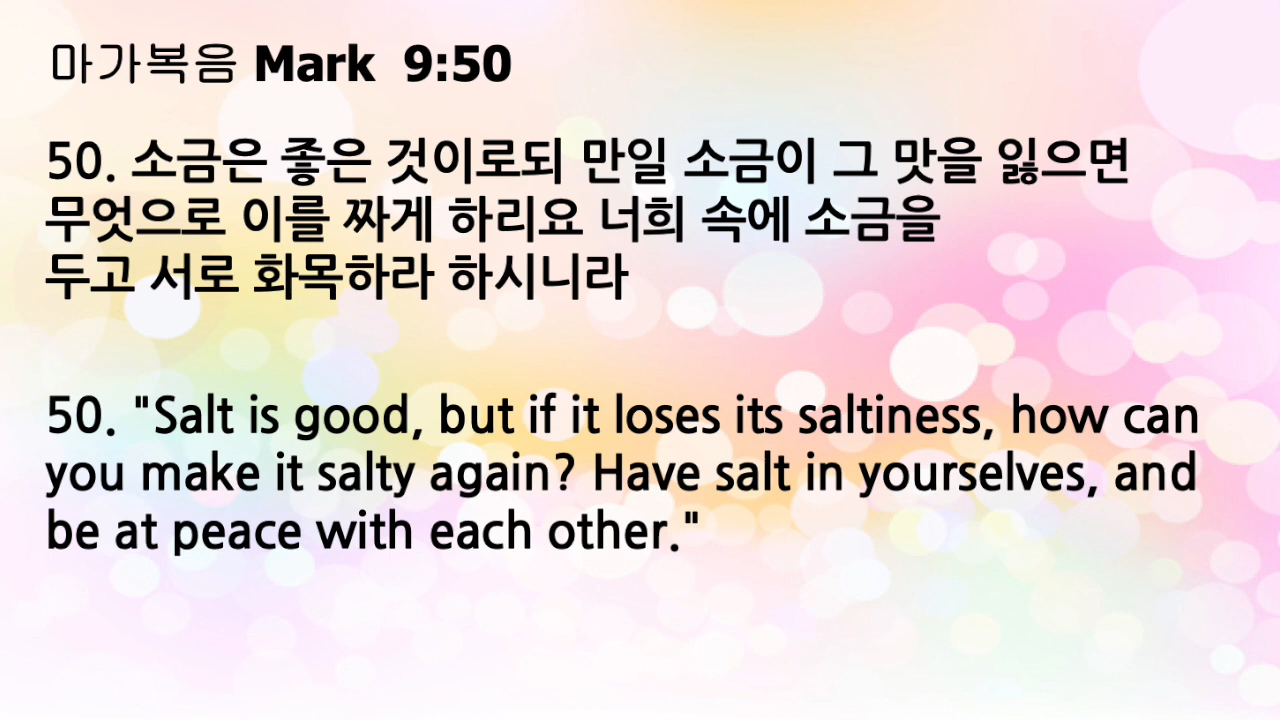 마가복음 Mark 9:50
50. 소금은 좋은 것이로되 만일 소금이 그 맛을 잃으면
무엇으로 이를 짜게 하리요 너희 속에 소금을
두고 서로 화목하라 하시니라
50. "Salt is good, but if it loses its saltiness, how can
you make it salty again? Have salt in yourselves, and
be at peace with each other."